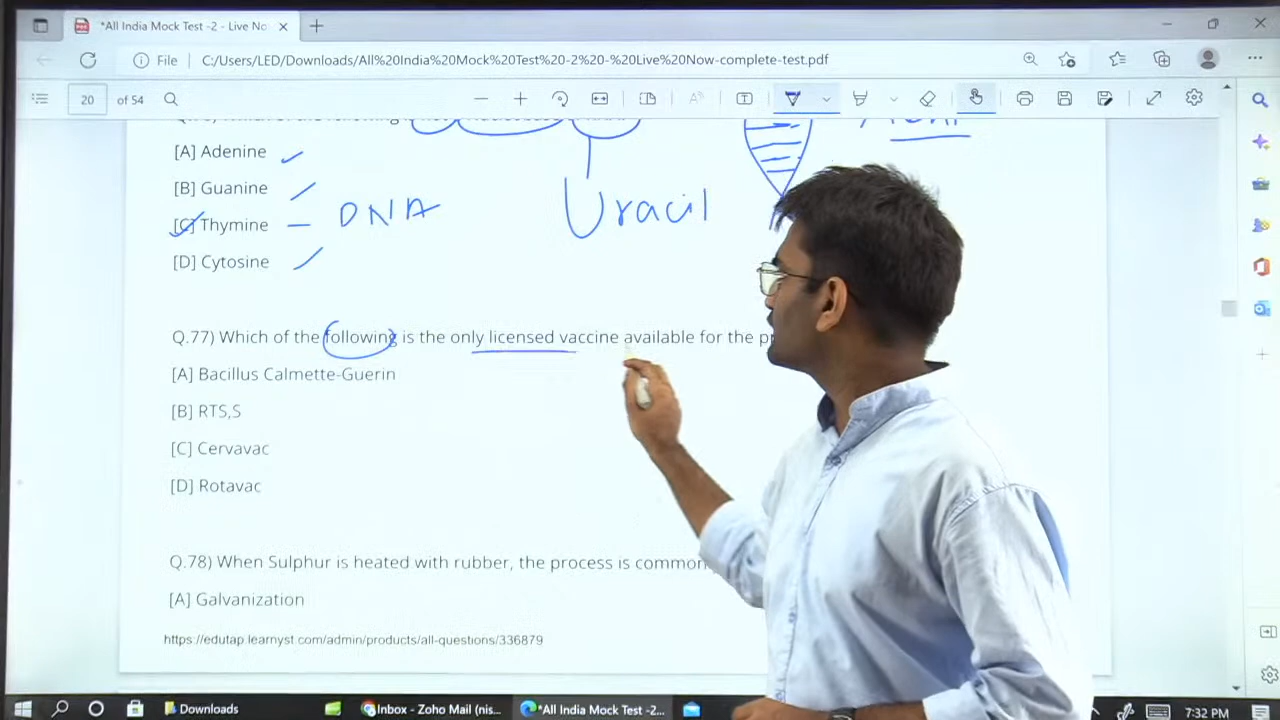 *All India Mock Test -2 - Live No
File C:/Users/LED/Downloads/All%20India%20Mock%20Test%20-2%20-%20Live%20Now-complete-test.pdf
20 of 54
[A] Adenine
[B] Guanine
[C] Thymine - DNA
Uracil
[D] Cytosine
Q.77) Which of the following is the only licensed vaccine available for the
[A] Bacillus Calmette-Guerin
[B] RTS,S
[C] Cervavac
[D] Rotavac
Q.78) When Sulphur is heated with rubber, the process is common
[A] Galvanization
https://edutap.learnyst.com/admin/products/all-questions/336879
Downloads
Inbox - Zoho Mail (nis...
*All India Mock Test -2...
7:32 PM